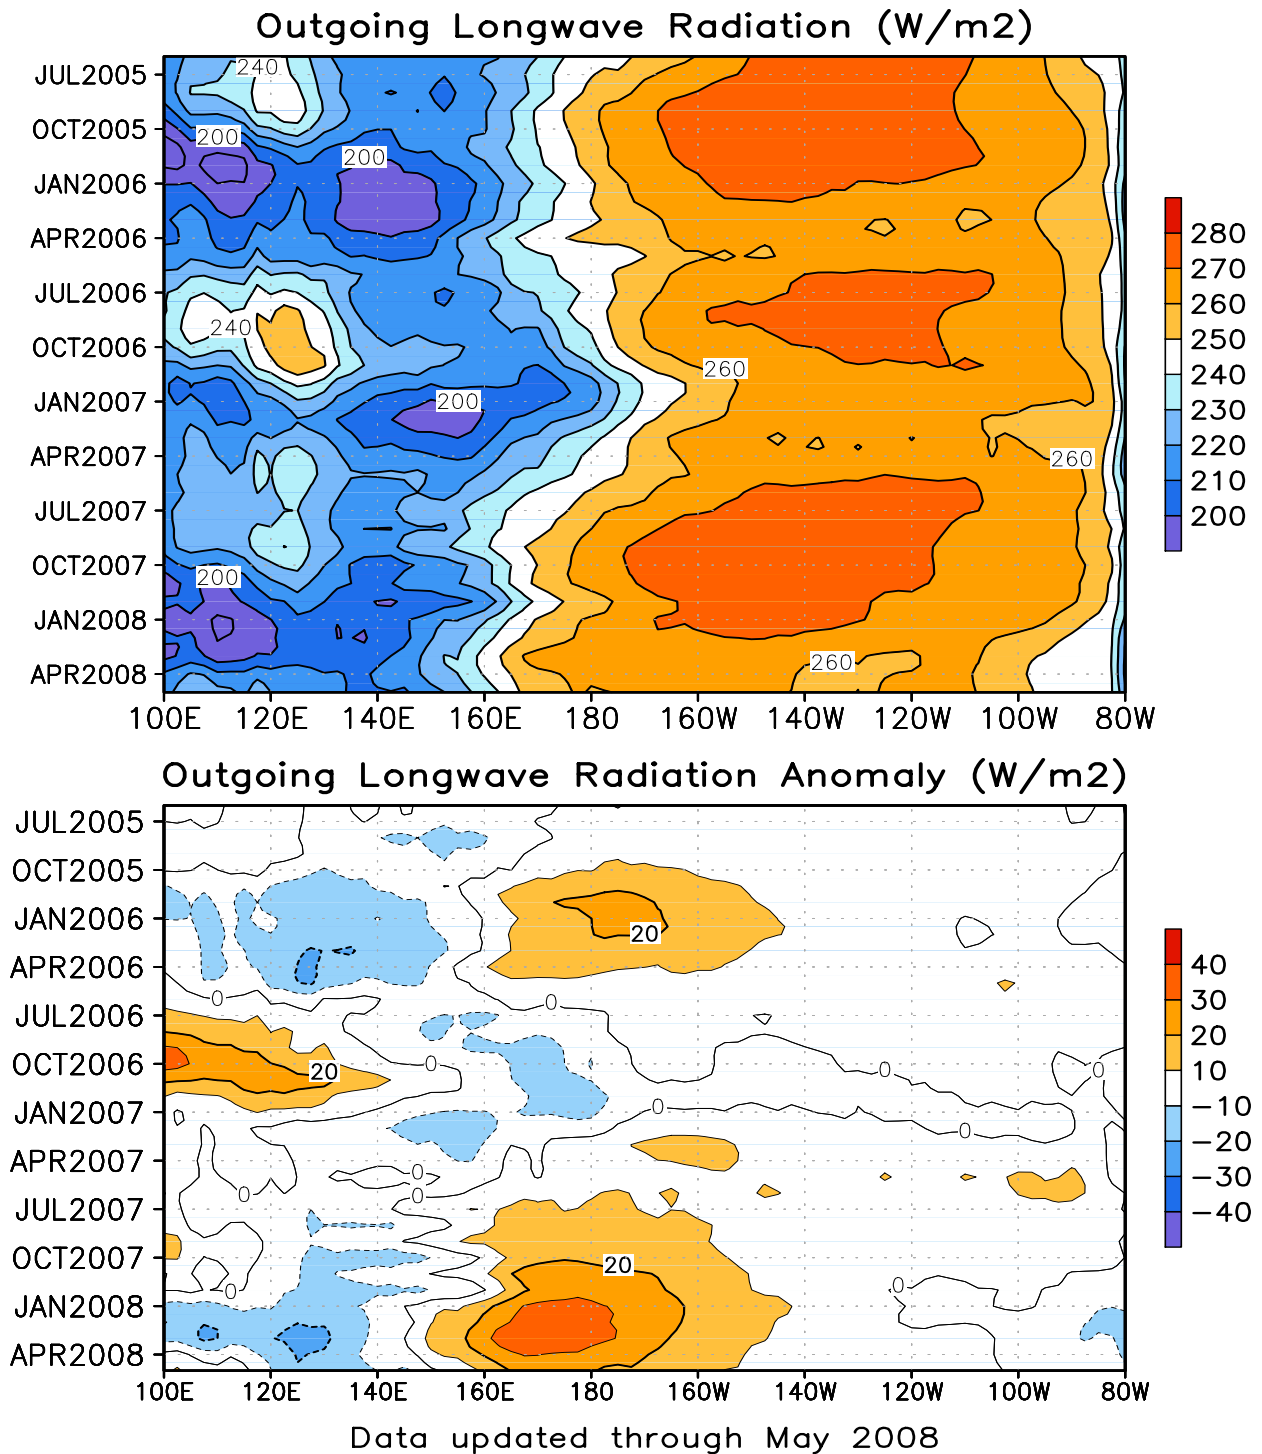 Outgoing Longwave Radiation (W/m2)
JUL2005
OCT2005
JAN2006
APR2006
JUL2006
OCT2006
JAN2007
APR2007
JUL2007
OCT2007
JAN2008
APR2008
240
200
200
240
260
200
260
200
260
100E 120E 140E 160E 180 160W 140W 120W 100W 80W
280
270
260
250
240
230
220
210
200
Outgoing Longwave Radiation Anomaly (W/m2)
JUL2005
OCT2005
JAN2006
APR2006
JUL2006
OCT2006
JAN2007
APR2007
JUL2007
OCT2007
JAN2008
APR2008
20
0
0
0
0
0
20
0
0
0
0
0
20
0
0
100E 120E 140E 160E 180 160W 140W 120W 100W 80W
40
30
20
10
−10
−20
−30
−40
Data updated through May 2008